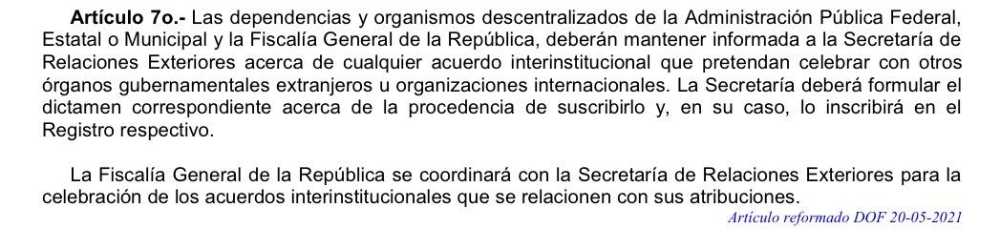 Artículo 7o.- Las dependencias y organismos descentralizados de la Administración Pública Federal,
Estatal o Municipal y la Fiscalía General de la República, deberán mantener informada a la Secretaría de
Relaciones Exteriores acerca de cualquier acuerdo interinstitucional que pretendan celebrar con otros
órganos gubernamentales extranjeros u organizaciones internacionales. La Secretaría deberá formular el
dictamen correspondiente acerca de la procedencia de suscribirlo y, en su caso, lo inscribirá en el
Registro respectivo.
La Fiscalía General de la República se coordinará con la Secretaría de Relaciones Exteriores para la
celebración de los acuerdos interinstitucionales que se relacionen con sus atribuciones.
Artículo reformado DOF 20-05-2021